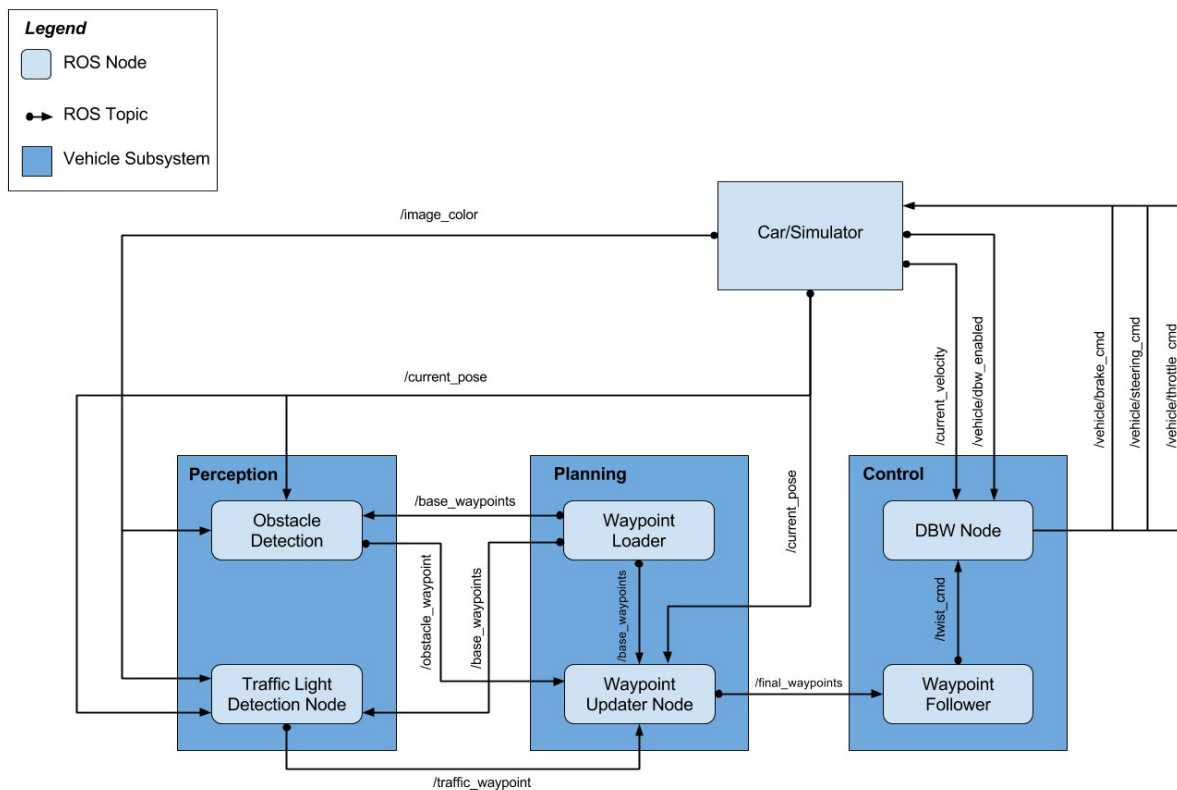 Legend
ROS Node
ROS Topic
Vehicle Subsystem
/image_color
Car/Simulator
/current_pose
/current_velocity
/vehicle/dbw_enabled
/vehicle/brake_cmd
/vehicle/steering_cmd
/vehicle/throttle_cmd
Perception
Obstacle
Detection
/base_waypoints
/obstacle_waypoint
/base_waypoints
Traffic Light
Detection Node
/traffic_waypoint
Planning
Waypoint
Loader
/base_waypoints
/current_pose
Waypoint
Updater Node
/final_waypoints
Control
DBW Node
/twist_cmd
Waypoint
Follower